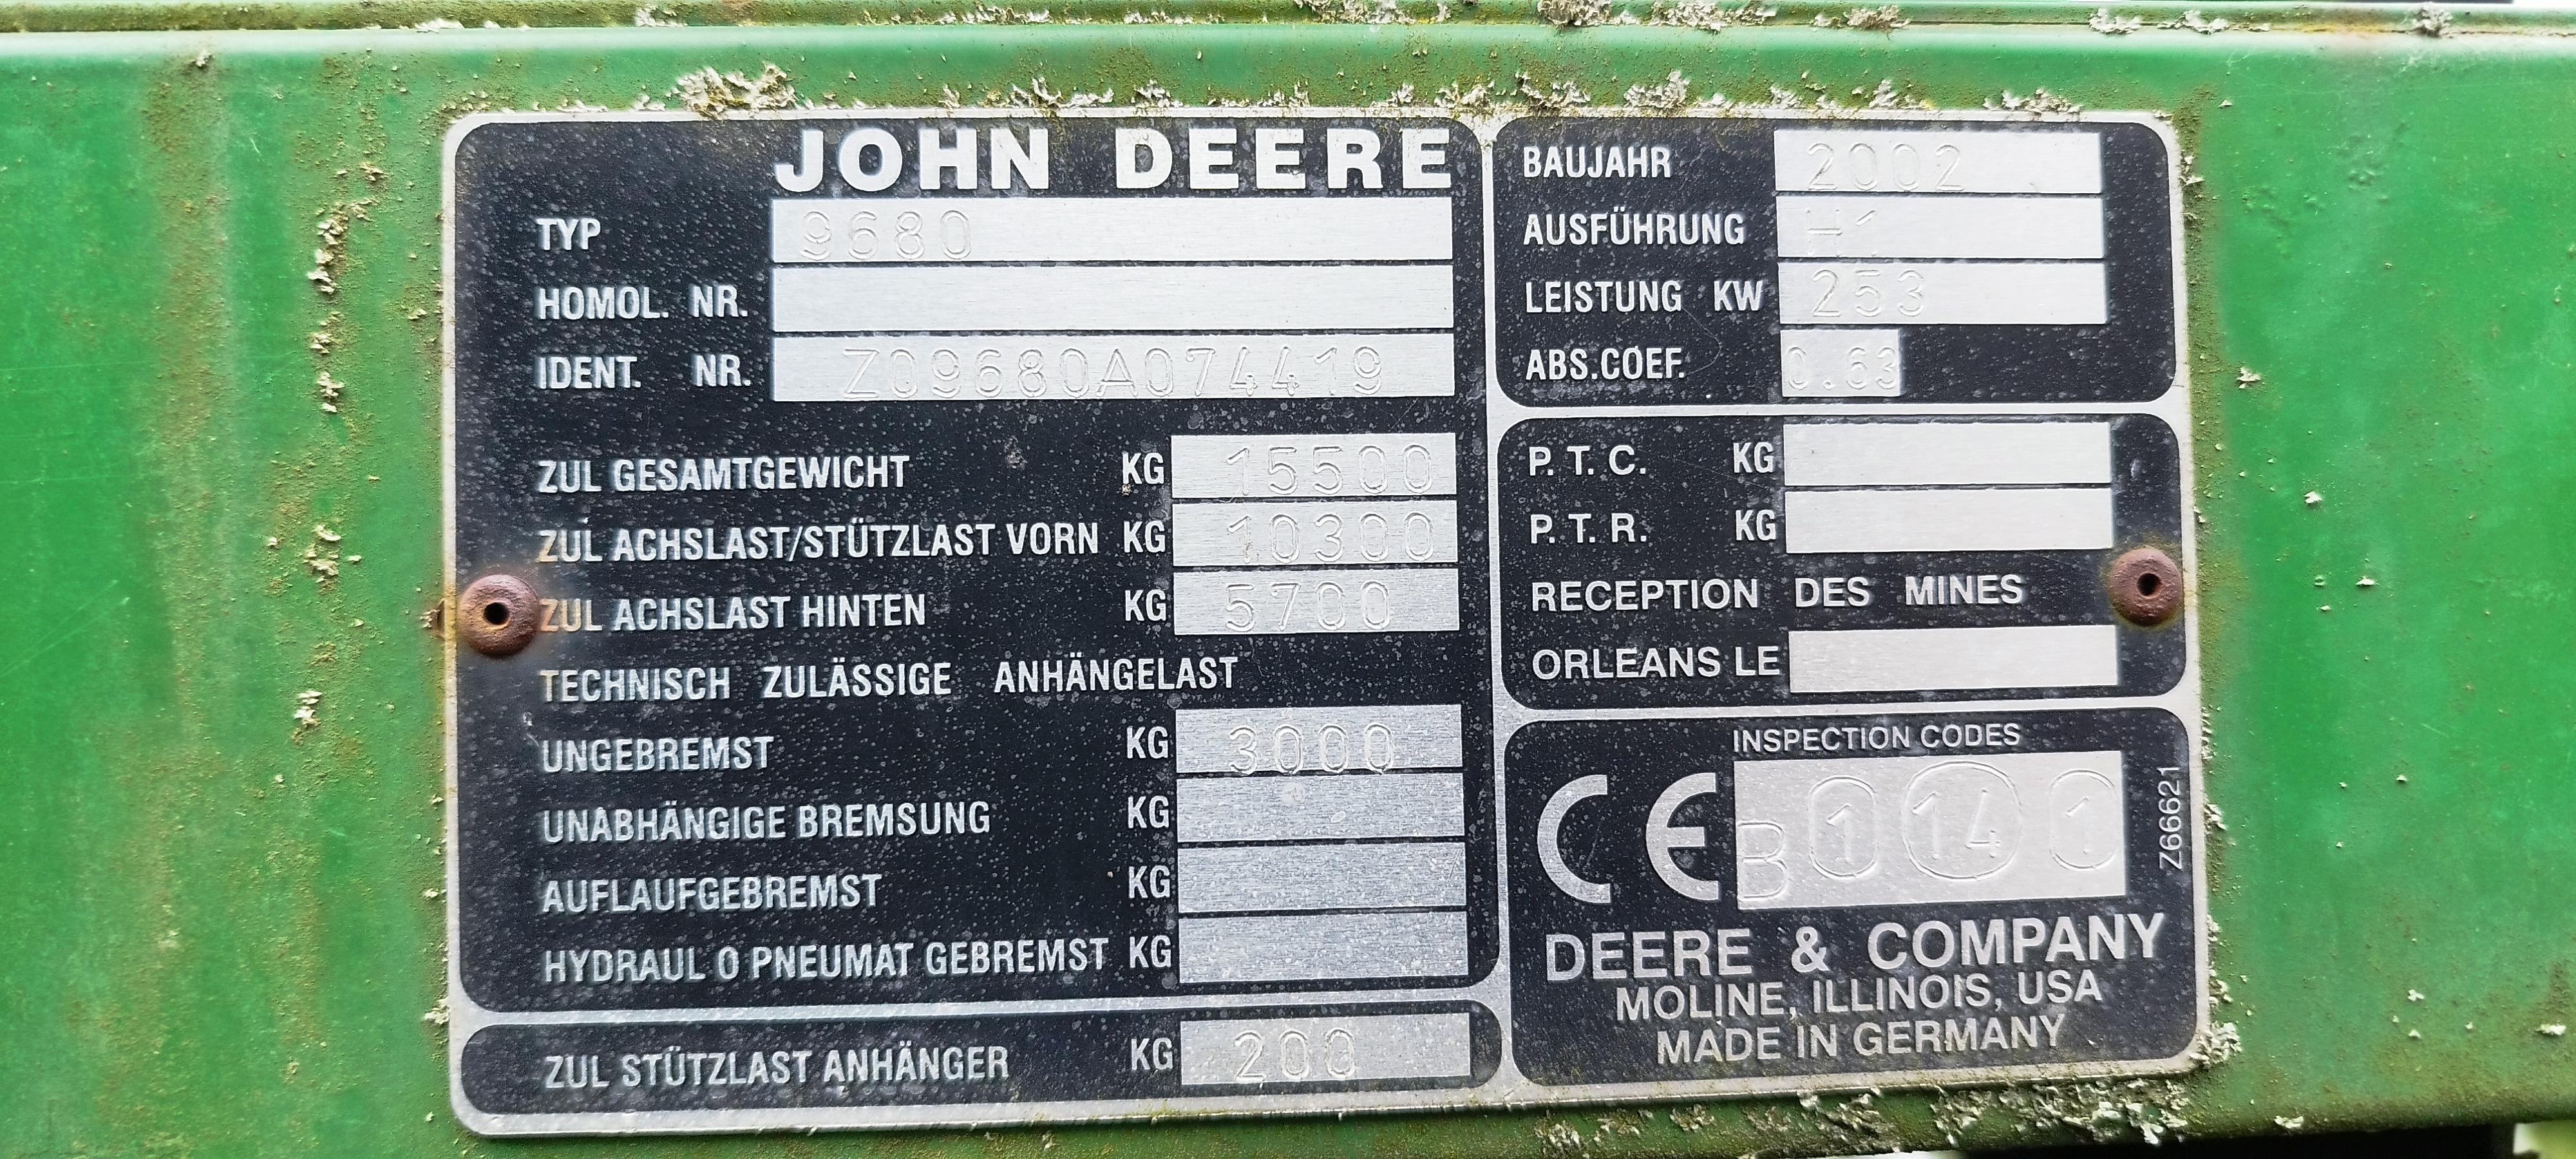 JOHN DEERE
TYP 9680
HOMOL. NR.
IDENT. NR. Z09680A074419
ZUL GESAMTGEWICHT KG 15500
ZUL ACHSLAST/STÜTZLAST VORN KG 10300
ZUL ACHSLAST HINTEN KG 5700
TECHNISCH ZULÄSSIGE ANHÄNGELAST
UNGEBREMST KG 3000
UNABHÄNGIGE BREMSUNG KG
AUFLAUFGEBREMST KG
HYDRAUL O PNEUMAT GEBREMST KG
ZUL STÜTZLAST ANHÄNGER KG 200
BAUJAHR 2002
AUSFÜHRUNG H1
LEISTUNG KW 253
ABS.COEF. 0.63
P. T. C. KG
P. T. R. KG
RECEPTION DES MINES
ORLEANS LE
INSPECTION CODES
CE B 1 14 1
Z66621
DEERE & COMPANY
MOLINE, ILLINOIS, USA
MADE IN GERMANY